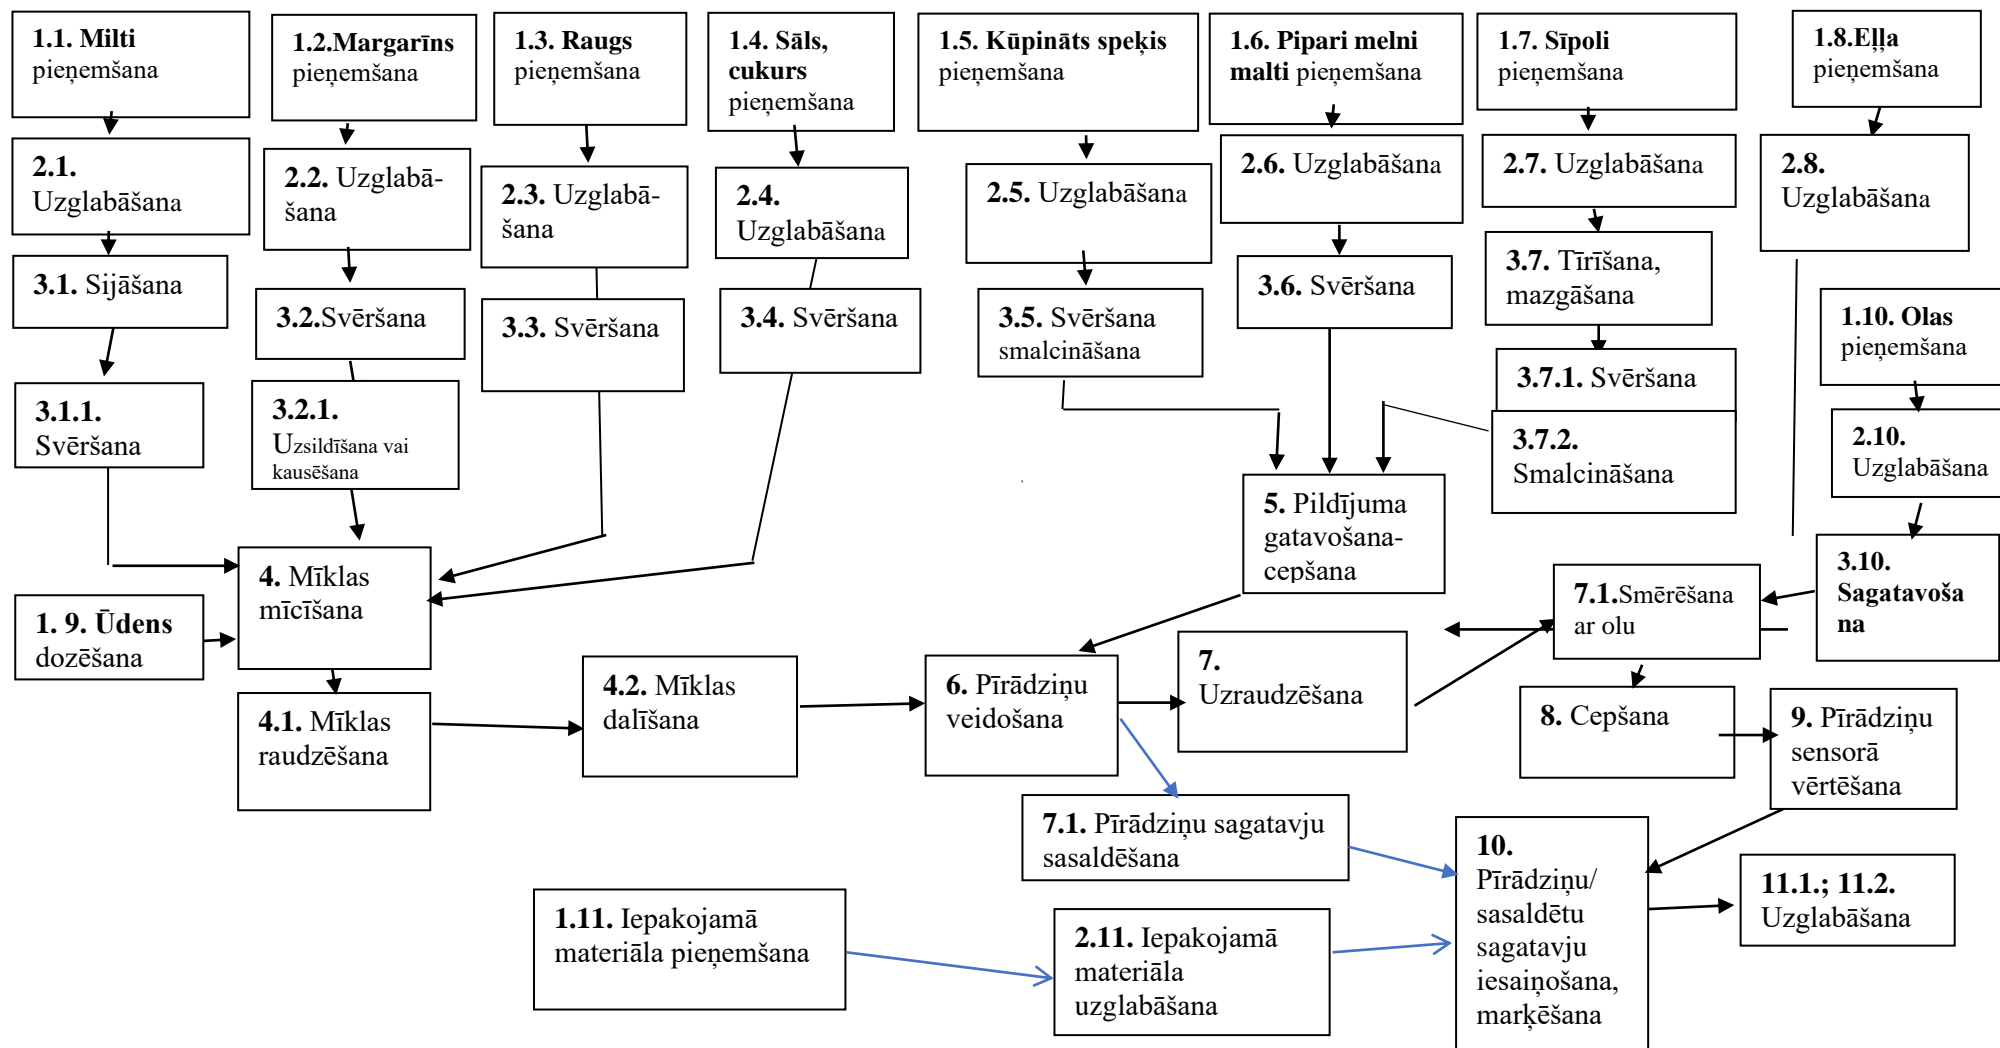 1.1. Milti
pieņemšana
1.2.Margarīns
pieņemšana
1.3. Raugs
pieņemšana
1.4. Sāls,
cukurs
pieņemšana
1.5. Kūpināts speķis
pieņemšana
1.6. Pipari melni
malti pieņemšana
1.7. Sīpoli
pieņemšana
1.8.Eļļa
pieņemšana
2.1.
Uzglabāšana
2.2. Uzglabā-
šana
2.3. Uzglabā-
šana
2.4.
Uzglabāšana
2.5. Uzglabāšana
2.6. Uzglabāšana
2.7. Uzglabāšana
2.8.
Uzglabāšana
3.1. Sijāšana
3.2.Svēršana
3.3. Svēršana
3.4. Svēršana
3.5. Svēršana
smalcināšana
3.6. Svēršana
3.7. Tīrīšana,
mazgāšana
1.10. Olas
pieņemšana
3.1.1.
Svēršana
3.2.1.
Uzsildīšana vai
kausēšana
3.7.1. Svēršana
3.7.2.
Smalcināšana
2.10.
Uzglabāšana
5. Pildījuma
gatavošana-
cepšana
4. Mīklas
mīcīšana
3.10.
Sagatavoša
na
1. 9. Ūdens
dozēšana
7.1.Smērēšana
ar olu
4.1. Mīklas
raudzēšana
4.2. Mīklas
dalīšana
6. Pīrādziņu
veidošana
7.
Uzraudzēšana
8. Cepšana
9. Pīrādziņu
sensorā
vērtēšana
7.1. Pīrādziņu sagatavju
sasaldēšana
10.
Pīrādziņu/
sasaldētu
sagatavju
iesaiņošana,
marķēšana
11.1.; 11.2.
Uzglabāšana
1.11. Iepakojamā
materiāla pieņemšana
2.11. Iepakojamā
materiāla
uzglabāšana